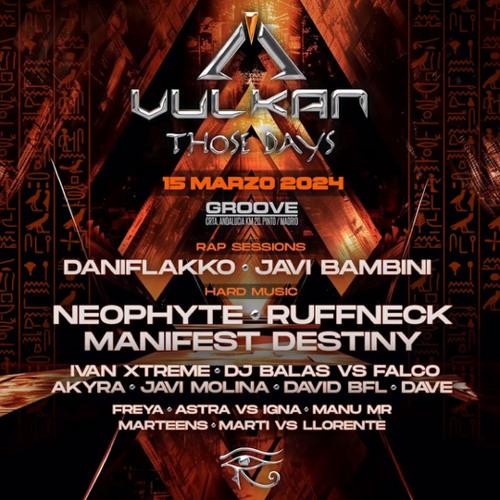 VULKAN
THOSE DAYS
15 MARZO 2024
GROOVE
CRTA. ANDALUCIA KM 20, PINTO / MADRID
RAP SESSIONS
DANIFLAKKO • JAVI BAMBINI
HARD MUSIC
NEOPHYTE • RUFFNECK
MANIFEST DESTINY
IVAN XTREME • DJ BALAS VS FALCO
AKYRA • JAVI MOLINA • DAVID BFL • DAVE
FREYA • ASTRA VS IGNA • MANU MR
MARTEENS • MARTI VS LLORENTE